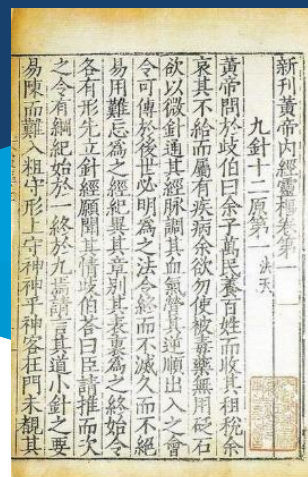 新刊黃帝內經靈樞卷第一
九針十二原第一 法天
黃帝問於歧伯曰余子萬民養百姓而收其租稅余
哀其不給而屬有疾病余欲勿使被毒藥無用砭石
欲以微針通其經脈調其血氣營其逆順出入之會
令可傳於後世必明為之法令終而不滅久而不絕
易用難忘為之經紀異其章別其表裏為之終始令
各有形先立針經願聞其情歧伯荅曰臣請推而次
之令有綱紀始於一終於九焉請言其道小針之要
易陳而難入粗守形上守神神乎神客在門未覩其